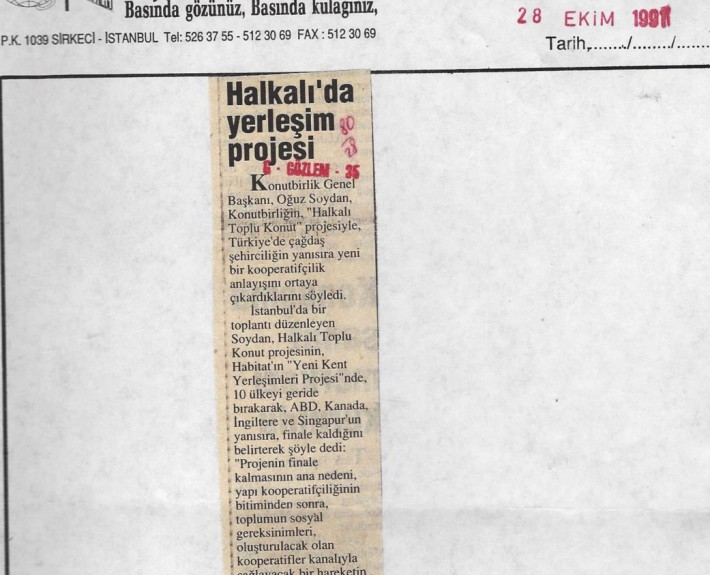 Basında gözünüz, Basında kulağınız,
P.K. 1039 SİRKECİ - İSTANBUL Tel: 526 37 55 - 512 30 69 FAX : 512 30 69
28 EKİM 1991
Tarih,......./......../.......
Halkalı'da
yerleşim
projesi
G - GÖZLEM - 35
Konutbirlik Genel
Başkanı, Oğuz Soydan,
Konutbirliğin, "Halkalı
Toplu Konut" projesiyle,
Türkiye'de çağdaş
şehirciliğin yanısıra yeni
bir kooperatifçilik
anlayışını ortaya
çıkardıklarını söyledi.
İstanbul'da bir
toplantı düzenleyen
Soydan, Halkalı Toplu
Konut projesinin,
Habitat'ın "Yeni Kent
Yerleşimleri Projesi"nde,
10 ülkeyi geride
bırakarak, ABD, Kanada,
İngiltere ve Singapur'un
yanısıra, finale kaldığını
belirterek şöyle dedi:
"Projenin finale
kalmasının ana nedeni,
yapı kooperatifçiliğinin
bitiminden sonra,
toplumun sosyal
gereksinimleri,
oluşturulacak olan
kooperatifler kanalıyla
sağlayacak bir hareketin